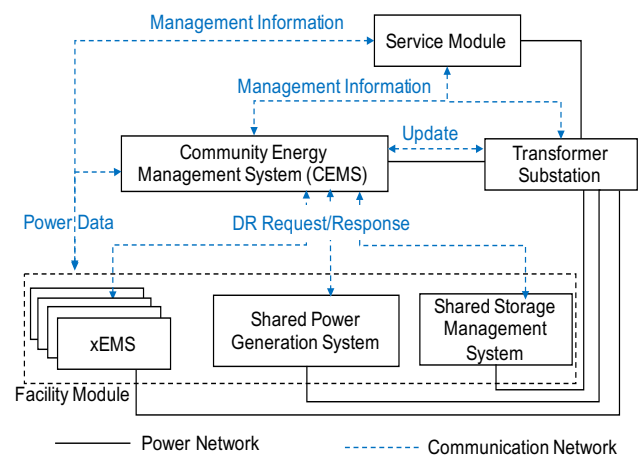 Management Information
Service Module
Management Information
Update
Community Energy
Management System (CEMS)
Transformer
Substation
Power Data
DR Request/Response
xEMS
Shared Power
Generation System
Shared Storage
Management
System
Facility Module
Power Network
Communication Network